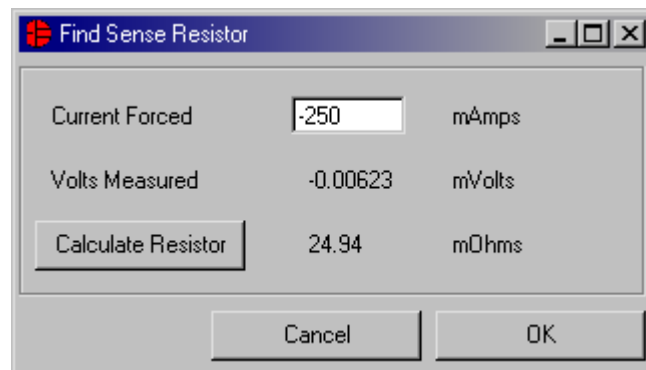 Find Sense Resistor
Current Forced -250 mAmps
Volts Measured -0.00623 mVolts
Calculate Resistor 24.94 mOhms
Cancel OK